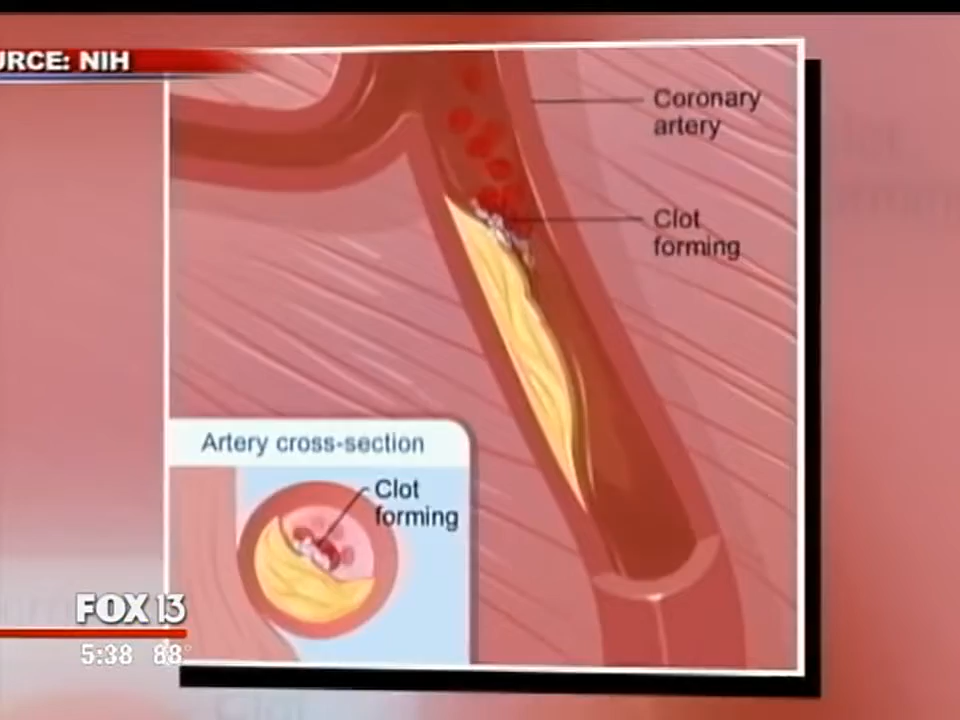 URCE: NIH
Coronary
artery
Clot
forming
Artery cross-section
Clot
forming
FOX 13
5:38 88°